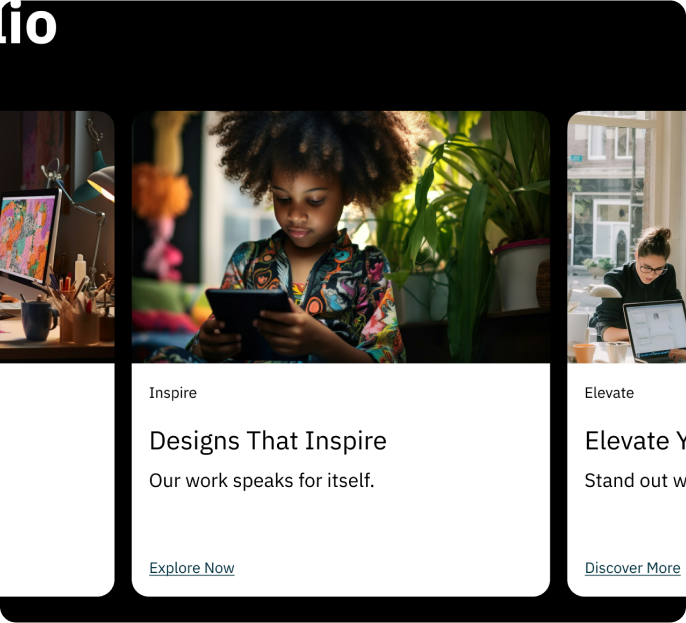 lio
Inspire
Designs That Inspire
Our work speaks for itself.
Explore Now
Elevate
Elevate Y
Stand out w
Discover More